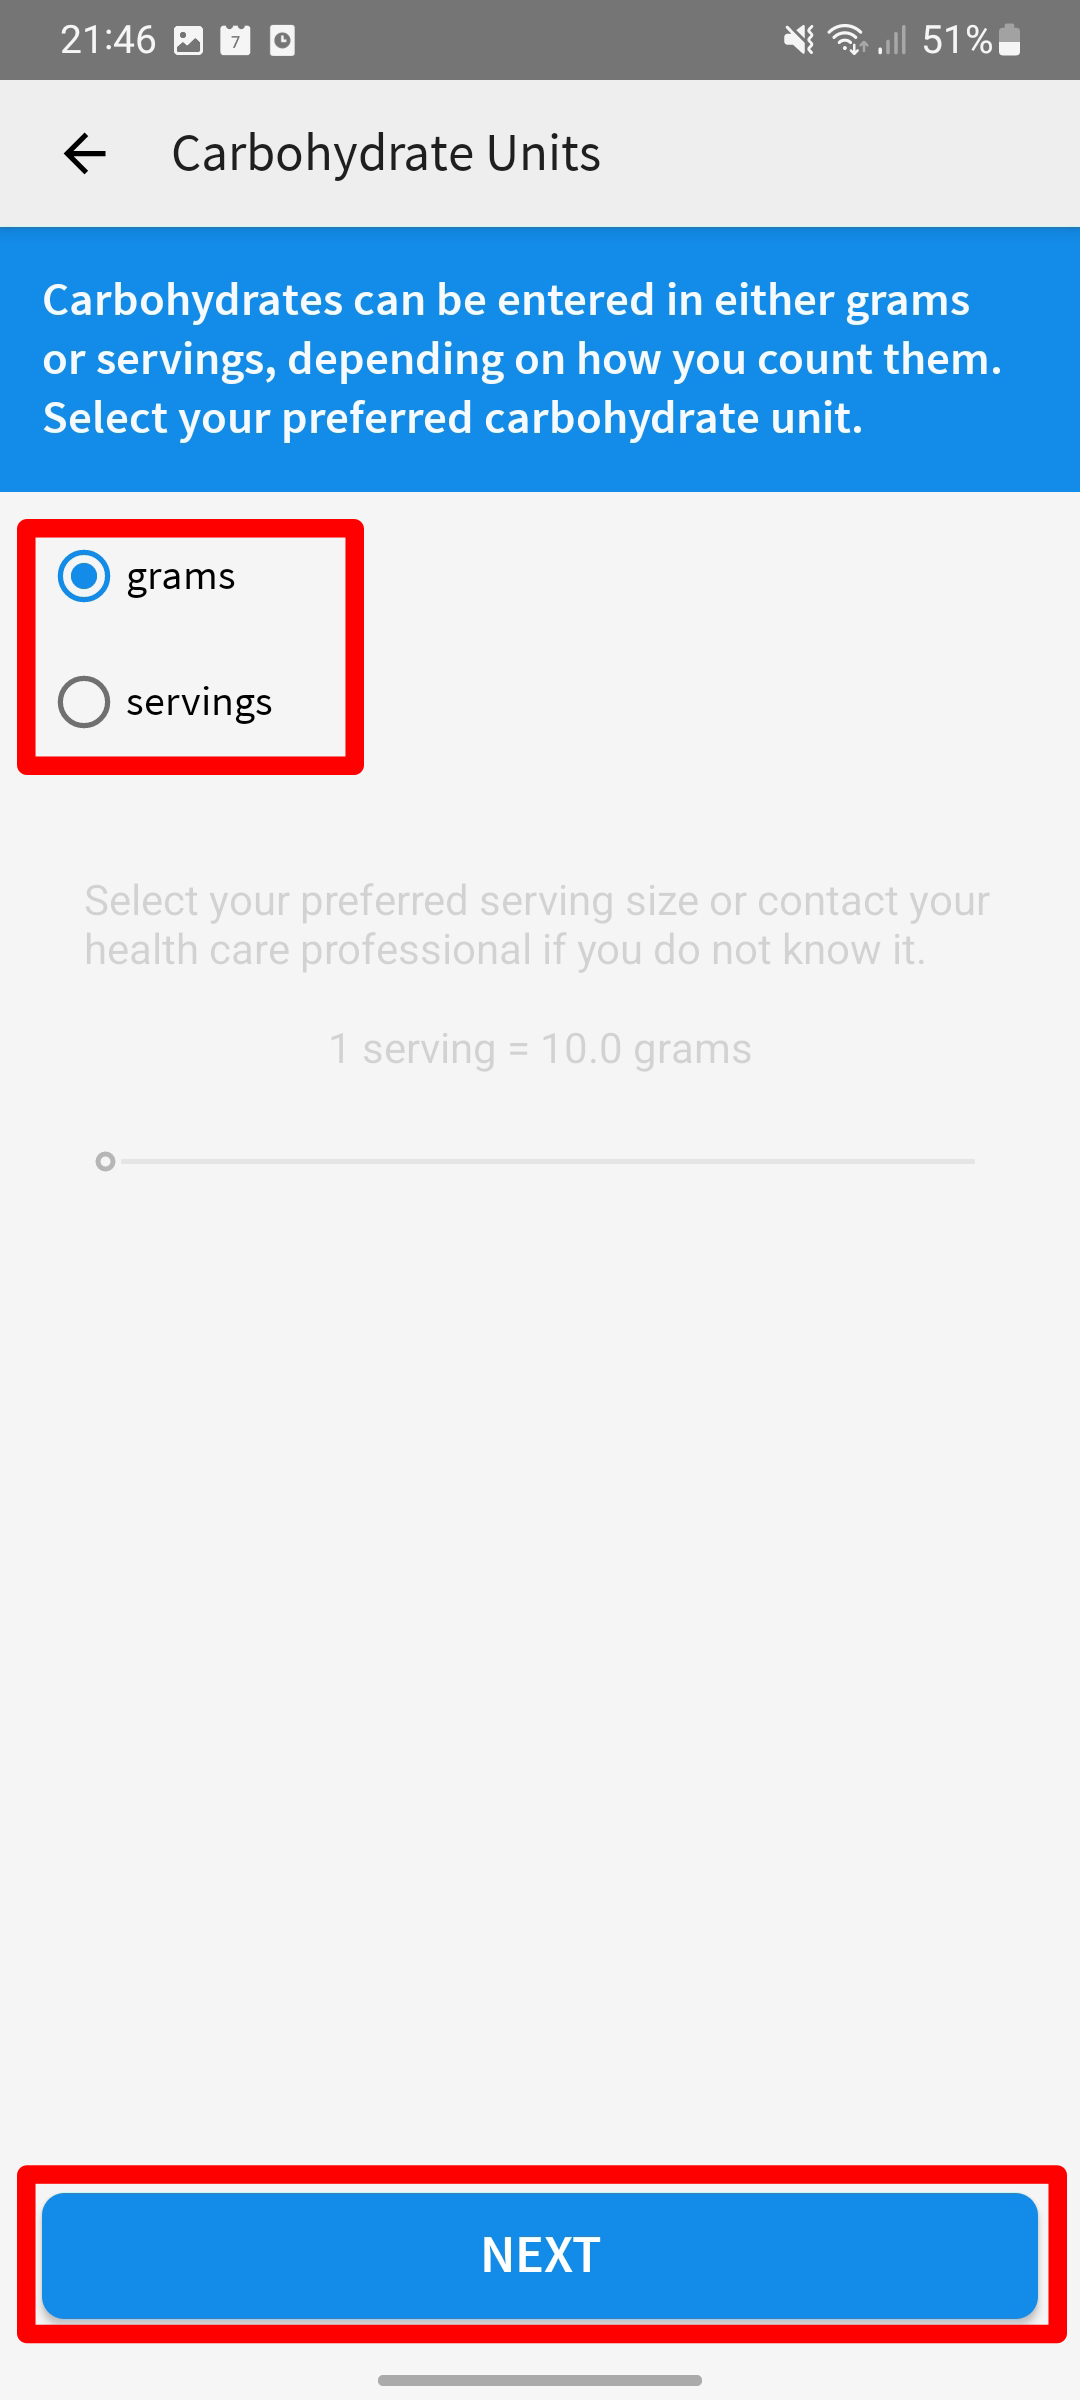 21:46
7
51%
Carbohydrate Units
Carbohydrates can be entered in either grams
or servings, depending on how you count them.
Select your preferred carbohydrate unit.
grams
servings
Select your preferred serving size or contact your
health care professional if you do not know it.
1 serving = 10.0 grams
NEXT